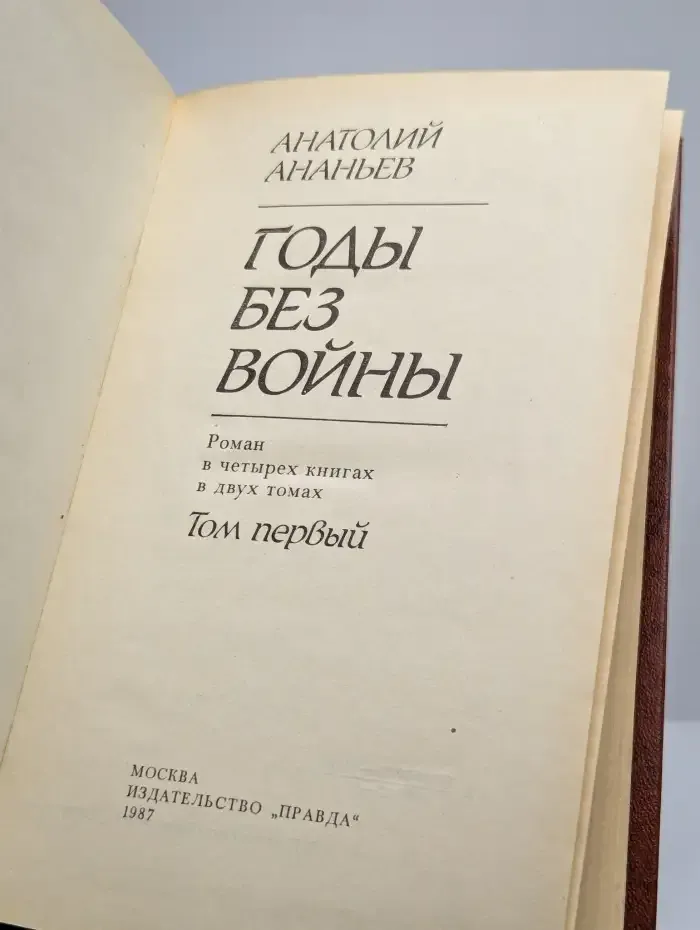 АНАТОЛИЙ
АНАНЬЕВ
ГОДЫ
БЕЗ
ВОЙНЫ
Роман
в четырех книгах
в двух томах
Том первый
МОСКВА
ИЗДАТЕЛЬСТВО „ПРАВДА“
1987